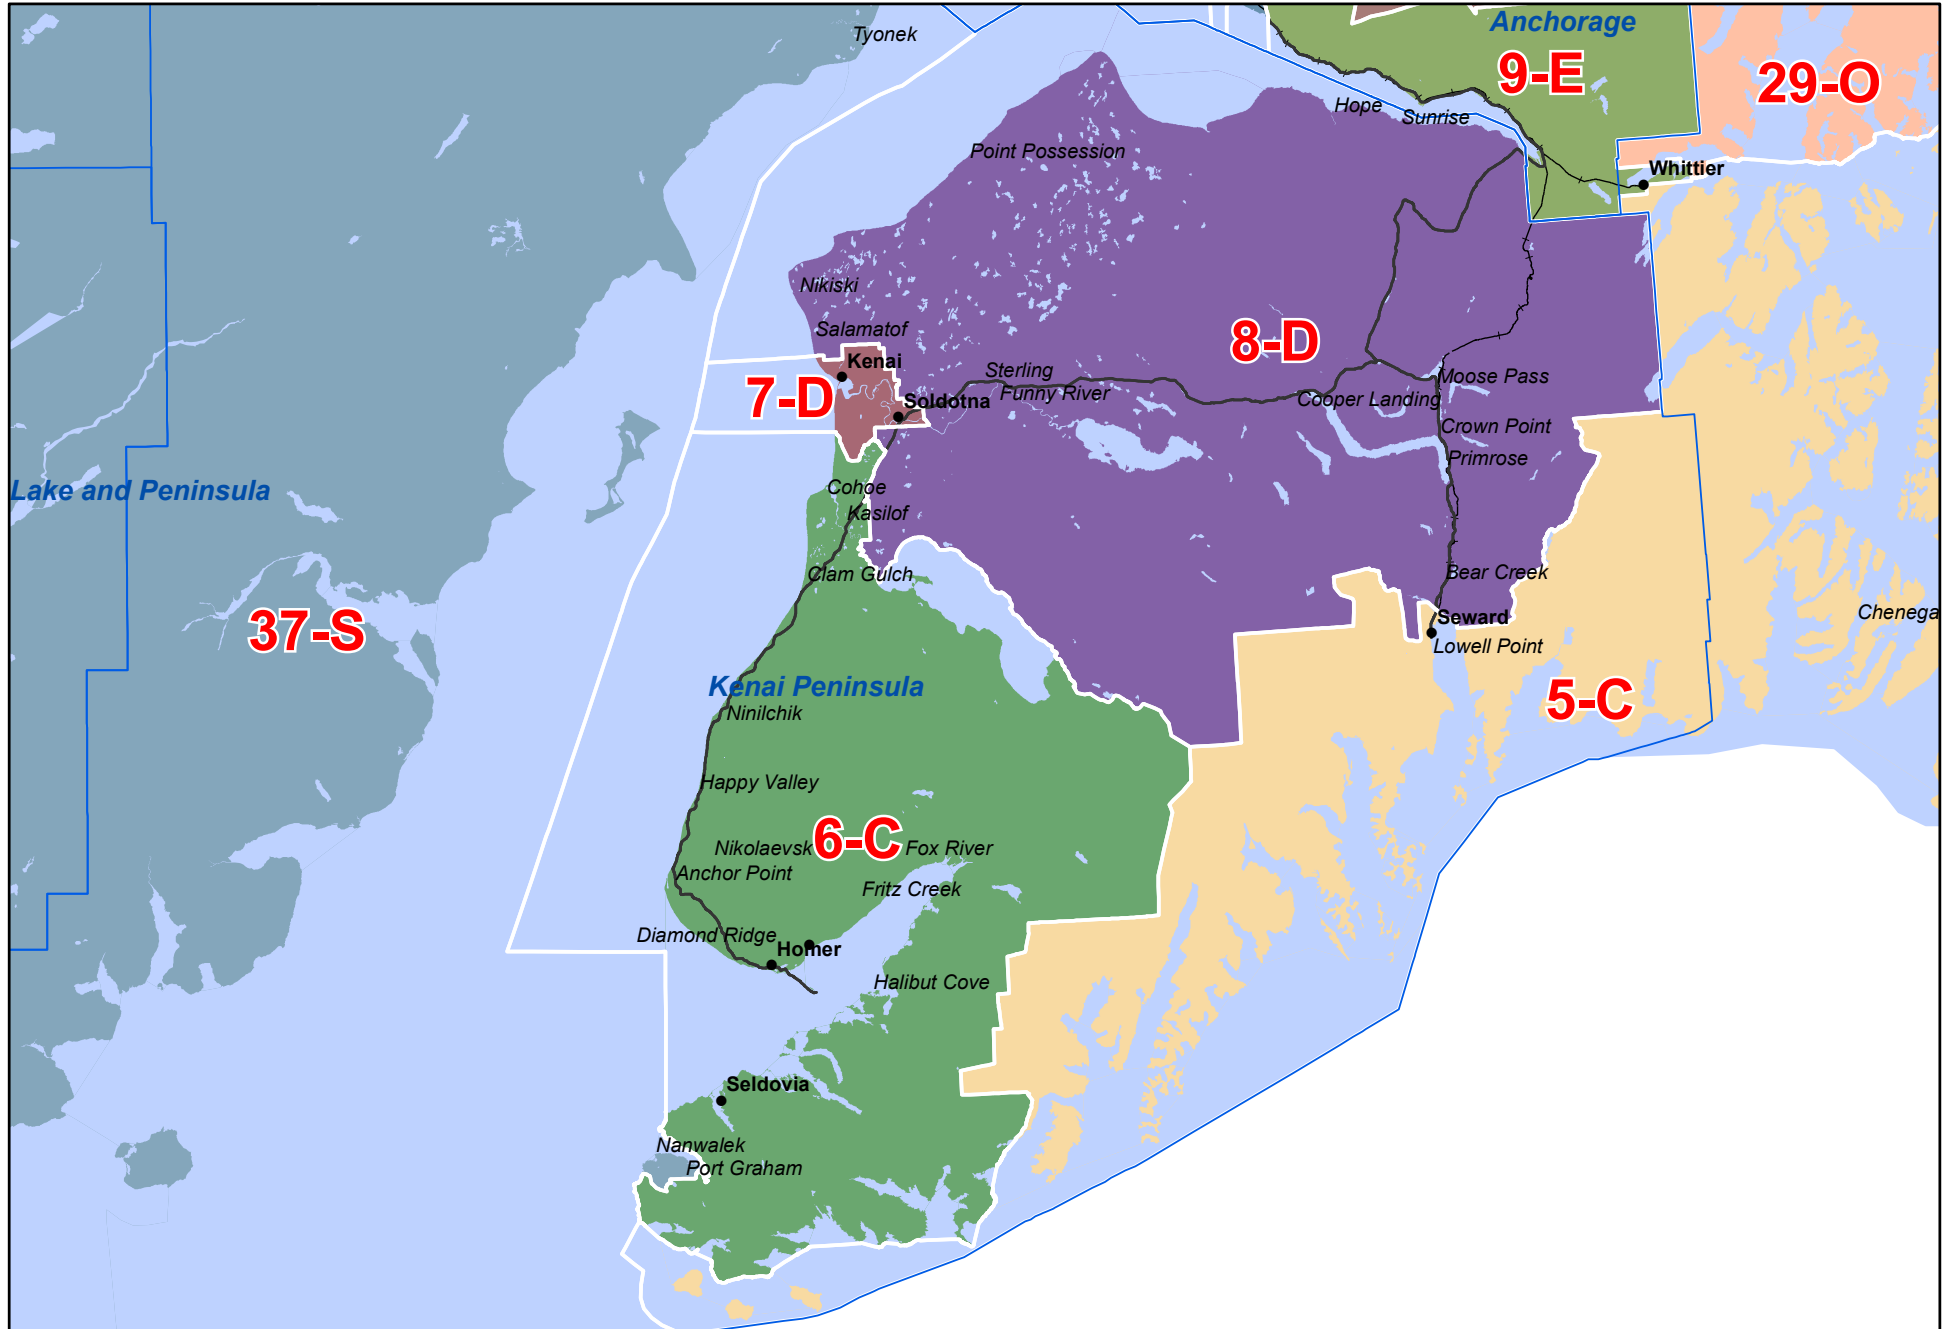 Anchorage
Tyonek
9-E
29-O
Hope
Sunrise
Point Possession
Whittier
Nikiski
Salamatof
8-D
Kenai
Sterling
Moose Pass
7-D
Funny River
Soldotna
Cooper Landing
Crown Point
Primrose
Lake and Peninsula
Cohoe
Kasilof
Clam Gulch
Bear Creek
Chenega
Seward
37-S
Lowell Point
Kenai Peninsula
5-C
Ninilchik
Happy Valley
6-C
Nikolaevsk
Fox River
Anchor Point
Fritz Creek
Diamond Ridge
Homer
Halibut Cove
Seldovia
Nanwalek
Port Graham